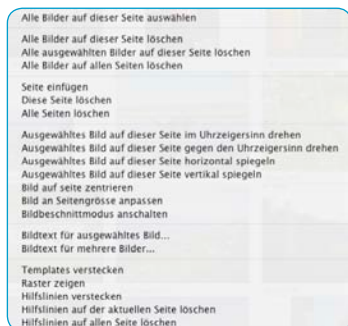 Alle Bilder auf dieser Seite auswählen
Alle Bilder auf dieser Seite löschen
Alle ausgewählten Bilder auf dieser Seite löschen
Alle Bilder auf allen Seiten löschen
Seite einfügen
Diese Seite löschen
Alle Seiten löschen
Ausgewähltes Bild auf dieser Seite im Uhrzeigersinn drehen
Ausgewähltes Bild auf dieser Seite gegen den Uhrzeigersinn drehen
Ausgewähltes Bild auf dieser Seite horizontal spiegeln
Ausgewähltes Bild auf dieser Seite vertikal spiegeln
Bild auf seite zentrieren
Bild an Seitengrösse anpassen
Bildbeschnittmodus anschalten
Bildtext für ausgewähltes Bild...
Bildtext für mehrere Bilder...
Templates verstecken
Raster zeigen
Hilfslinien verstecken
Hilfslinien auf der aktuellen Seite löschen
Hilfslinien auf allen Seite löschen